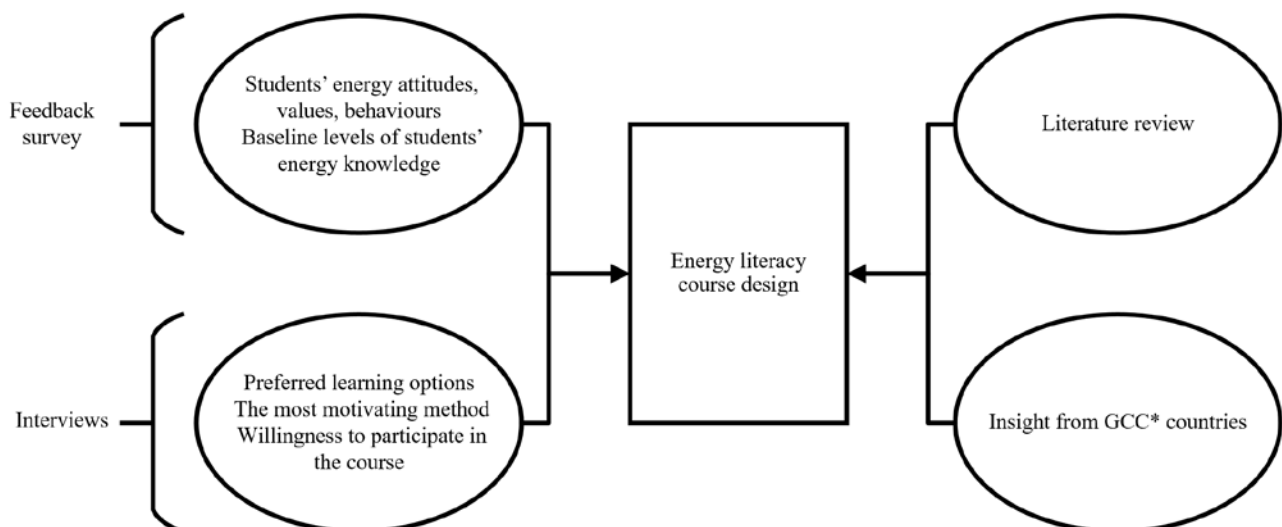 Feedback
survey
Students’ energy attitudes,
values, behaviours
Baseline levels of students’
energy knowledge
Interviews
Preferred learning options
The most motivating method
Willingness to participate in
the course
Energy literacy
course design
Literature review
Insight from GCC* countries